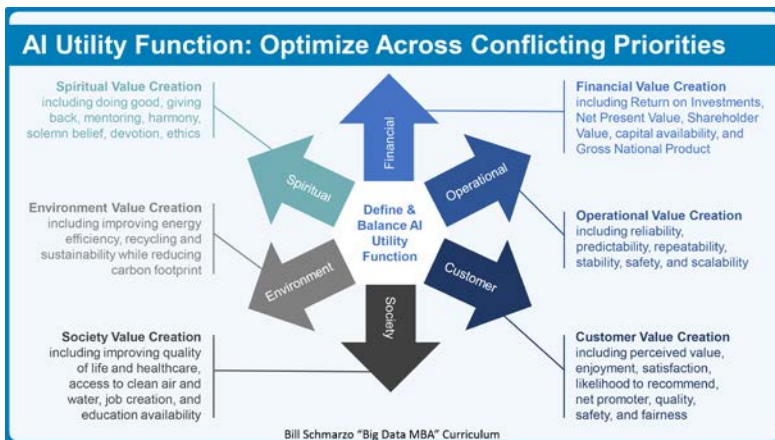 AI Utility Function: Optimize Across Conflicting Priorities
Spiritual Value Creation
including doing good, giving
back, mentoring, harmony,
solemn belief, devotion, ethics
Financial Value Creation
including Return on Investments,
Net Present Value, Shareholder
Value, capital availability, and
Gross National Product
Financial
Spiritual
Operational
Environment Value Creation
including improving energy
efficiency, recycling and
sustainability while reducing
carbon footprint
Define &
Balance AI
Utility
Function
Operational Value Creation
including reliability,
predictability, repeatability,
stability, safety, and scalability
Environment
Customer
Society
Society Value Creation
including improving quality
of life and healthcare,
access to clean air and
water, job creation, and
education availability
Customer Value Creation
including perceived value,
enjoyment, satisfaction,
likelihood to recommend,
net promoter, quality,
safety, and fairness
Bill Schmarzo "Big Data MBA" Curriculum